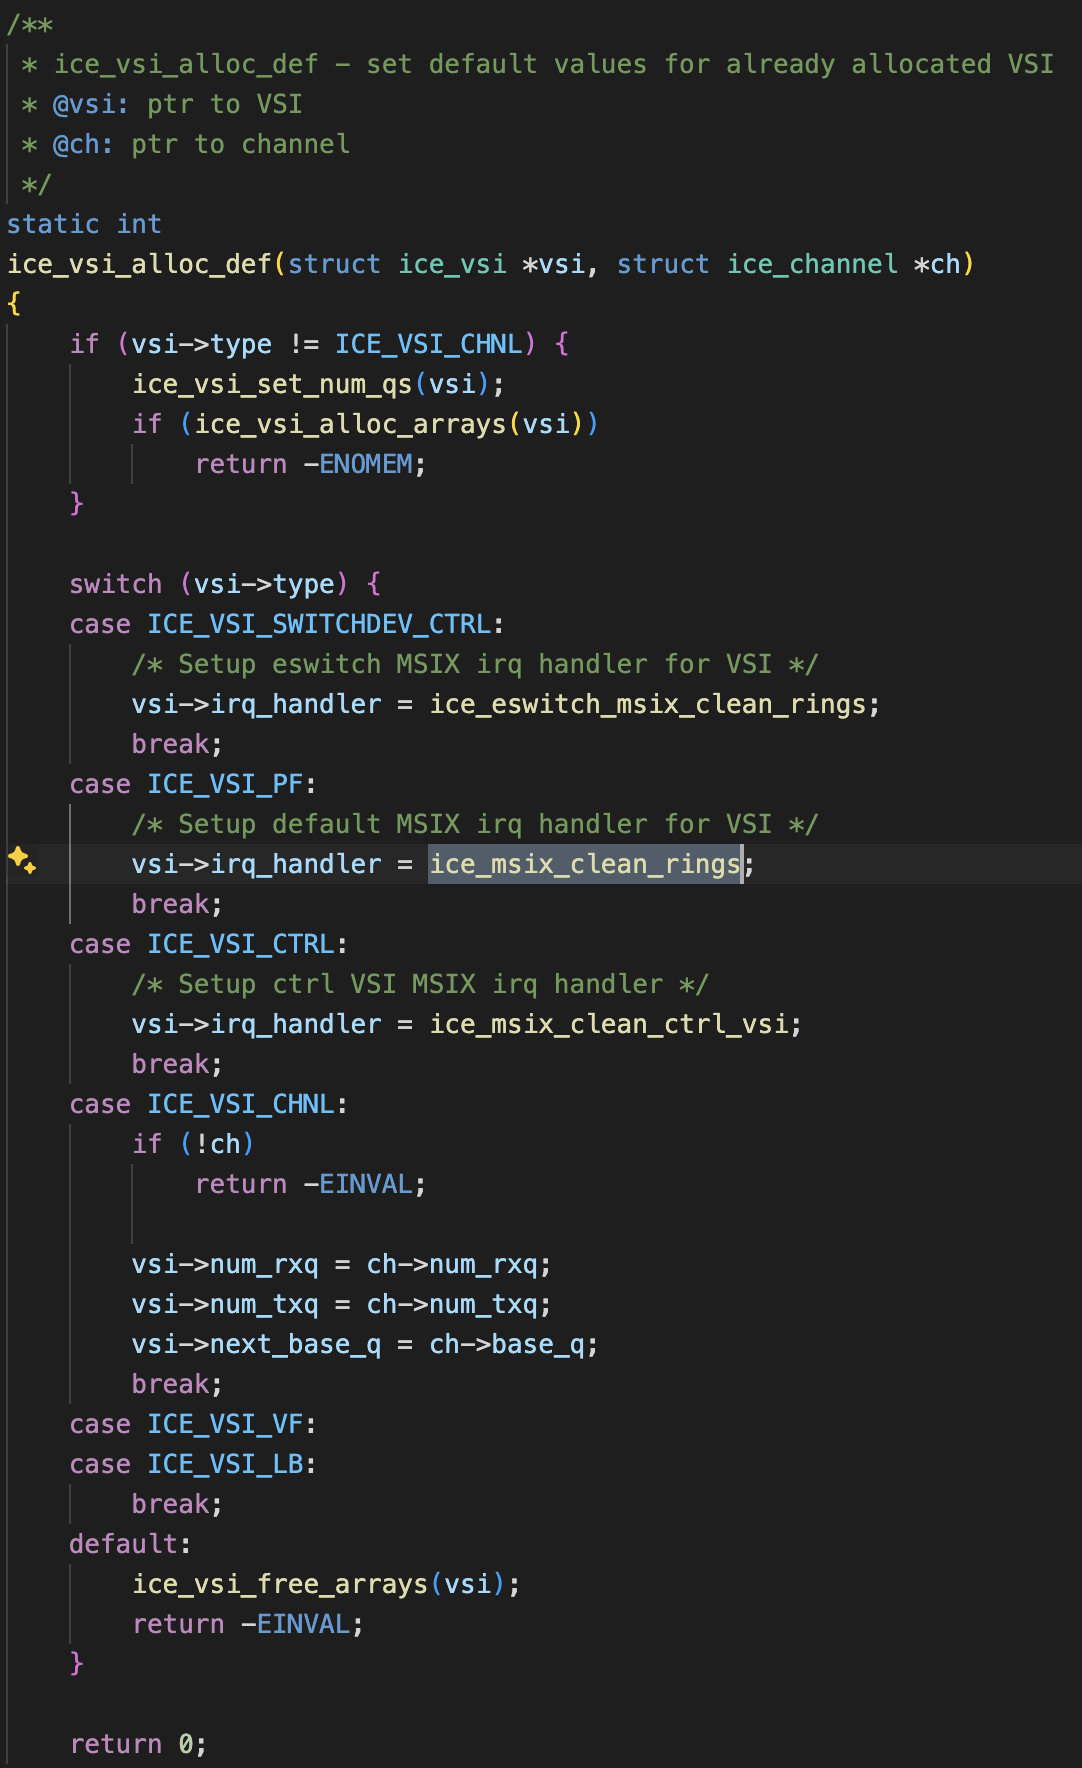 /**
 * ice_vsi_alloc_def - set default values for already allocated VSI
 * @vsi: ptr to VSI
 * @ch: ptr to channel
 */
static int
ice_vsi_alloc_def(struct ice_vsi *vsi, struct ice_channel *ch)
{
    if (vsi->type != ICE_VSI_CHNL) {
        ice_vsi_set_num_qs(vsi);
        if (ice_vsi_alloc_arrays(vsi))
            return -ENOMEM;
    }

    switch (vsi->type) {
    case ICE_VSI_SWITCHDEV_CTRL:
        /* Setup eswitch MSIX irq handler for VSI */
        vsi->irq_handler = ice_eswitch_msix_clean_rings;
        break;
    case ICE_VSI_PF:
        /* Setup default MSIX irq handler for VSI */
        vsi->irq_handler = ice_msix_clean_rings;
        break;
    case ICE_VSI_CTRL:
        /* Setup ctrl VSI MSIX irq handler */
        vsi->irq_handler = ice_msix_clean_ctrl_vsi;
        break;
    case ICE_VSI_CHNL:
        if (!ch)
            return -EINVAL;

        vsi->num_rxq = ch->num_rxq;
        vsi->num_txq = ch->num_txq;
        vsi->next_base_q = ch->base_q;
        break;
    case ICE_VSI_VF:
    case ICE_VSI_LB:
        break;
    default:
        ice_vsi_free_arrays(vsi);
        return -EINVAL;
    }

    return 0;